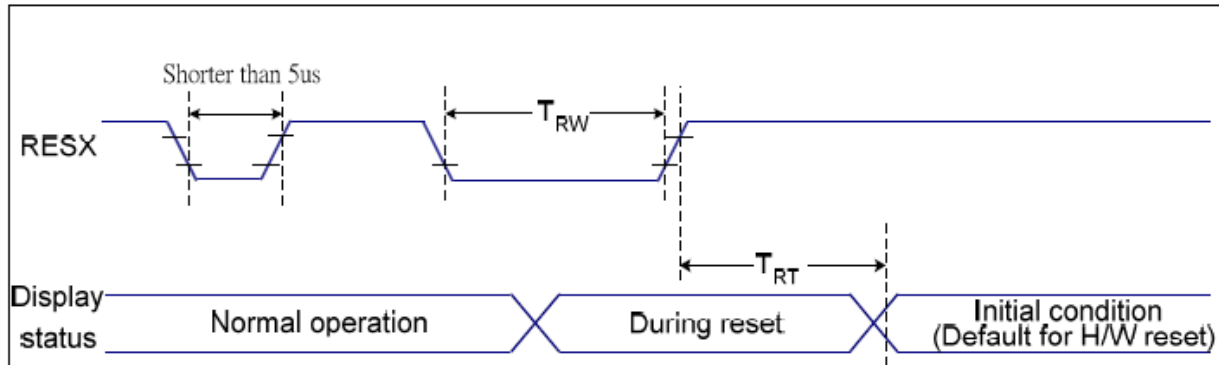 Shorter than 5us
RESX
TRW
TRT
Display
status
Normal operation
During reset
Initial condition
(Default for H/W reset)